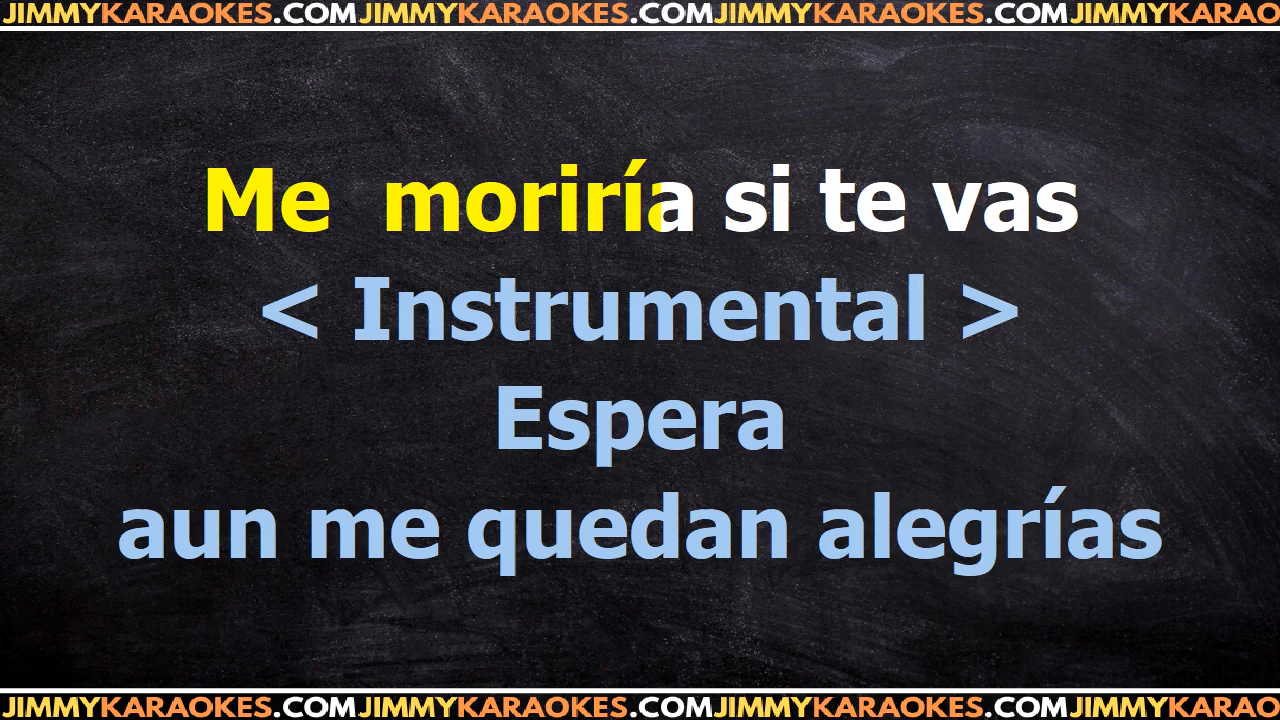 JIMMYKARAOKES.COMJIMMYKARAOKES.COMJIMMYKARAOKES.COMJIMMYKARAO
Me  moriría si te vas
< Instrumental >
Espera
aun me quedan alegrías
JIMMYKARAOKES.COMJIMMYKARAOKES.COMJIMMYKARAOKES.COMJIMMYKARAO